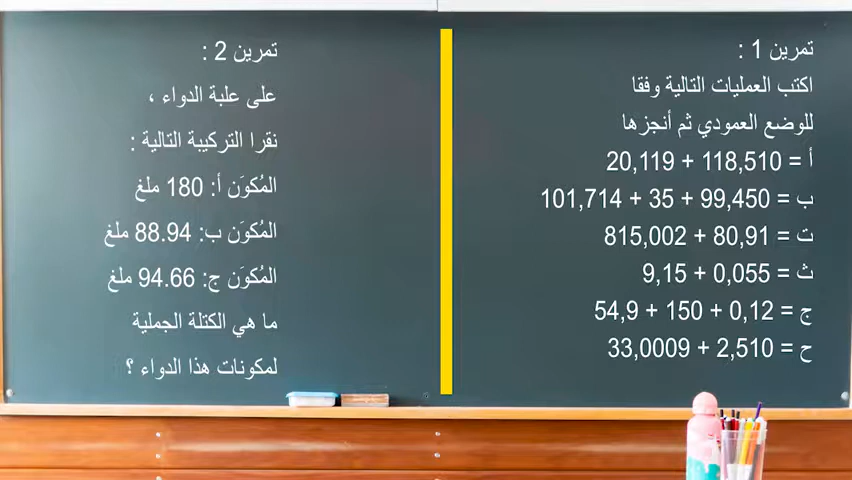 تمرين 1 :
اكتب العمليات التالية وفقا
للوضع العمودي ثم أنجزها
أ = 118,510 + 20,119
ب = 99,450 + 35 + 101,714
ت = 80,91 + 815,002
ث = 0,055 + 9,15
ج = 0,12 + 150 + 54,9
ح = 2,510 + 33,0009
تمرين 2 :
على علبة الدواء ،
نقرا التركيبة التالية :
المُكوَن أ: 180 ملغ
المُكوَن ب: 88.94 ملغ
المُكوَن ج: 94.66 ملغ
ما هي الكتلة الجملية
لمكونات هذا الدواء ؟